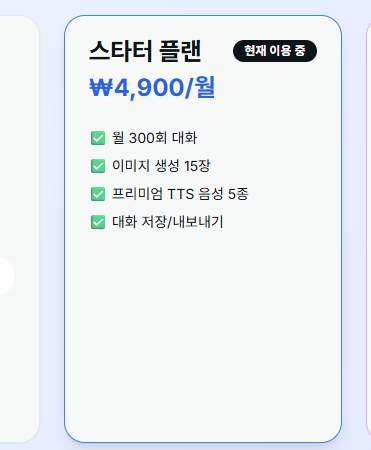 스타터 플랜 현재 이용 중
₩4,900/월
✅ 월 300회 대화
✅ 이미지 생성 15장
✅ 프리미엄 TTS 음성 5종
✅ 대화 저장/내보내기